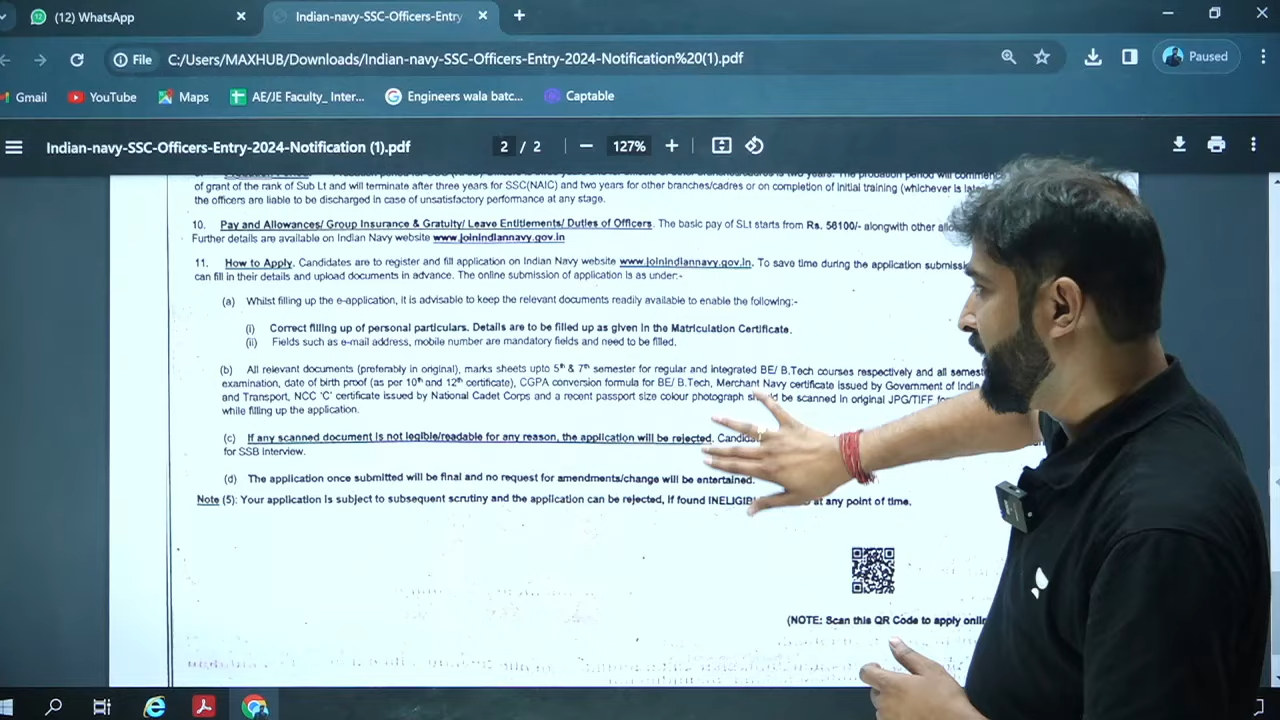 (12) WhatsApp
Indian-navy-SSC-Officers-Entry
File
C:/Users/MAXHUB/Downloads/Indian-navy-SSC-Officers-Entry-2024-Notification%20(1).pdf
Paused
Gmail
YouTube
Maps
AE/JE Faculty_ Inter...
Engineers wala batc...
Captable
Indian-navy-SSC-Officers-Entry-2024-Notification (1).pdf
2 / 2
127%
of grant of the rank of Sub Lt and will terminate after three years for SSC(NAIC) and two years for other branches/cadres or on completion of initial training (whichever is
the officers are liable to be discharged in case of unsatisfactory performance at any stage.
10. Pay and Allowances/ Group Insurance & Gratuity/ Leave Entitlements/ Duties of Officers. The basic pay of SLt starts from Rs. 56100/- alongwith other
Further details are available on Indian Navy website www.joinindiannavy.gov.in
11. How to Apply. Candidates are to register and fill application on Indian Navy website www.joinindiannavy.gov.in. To save time during the application
can fill in their details and upload documents in advance. The online submission of application is as under:-
(a) Whilst filling up the e-application, it is advisable to keep the relevant documents readily available to enable the following:-
(i) Correct filling up of personal particulars. Details are to be filled up as given in the Matriculation Certificate.
(ii) Fields such as e-mail address, mobile number are mandatory fields and need to be filled.
(b) All relevant documents (preferably in original), marks sheets upto 5th & 7th semester for regular and integrated BE/ B.Tech courses respectively and all
examination, date of birth proof (as per 10th and 12th certificate), CGPA conversion formula for BE/ B.Tech, Merchant Navy certificate issued by Government of
and Transport, NCC 'C' certificate issued by National Cadet Corps and a recent passport size colour photograph be scanned in original JPG/TIFF
while filling up the application.
(c) If any scanned document is not legible/readable for any reason, the application will be rejected.
for SSB Interview.
(d) The application once submitted will be final and no request for amendments/change will be entertained.
Note (5): Your application is subject to subsequent scrutiny and the application can be rejected, if found at any point of time.
(NOTE: Scan this QR Code to apply